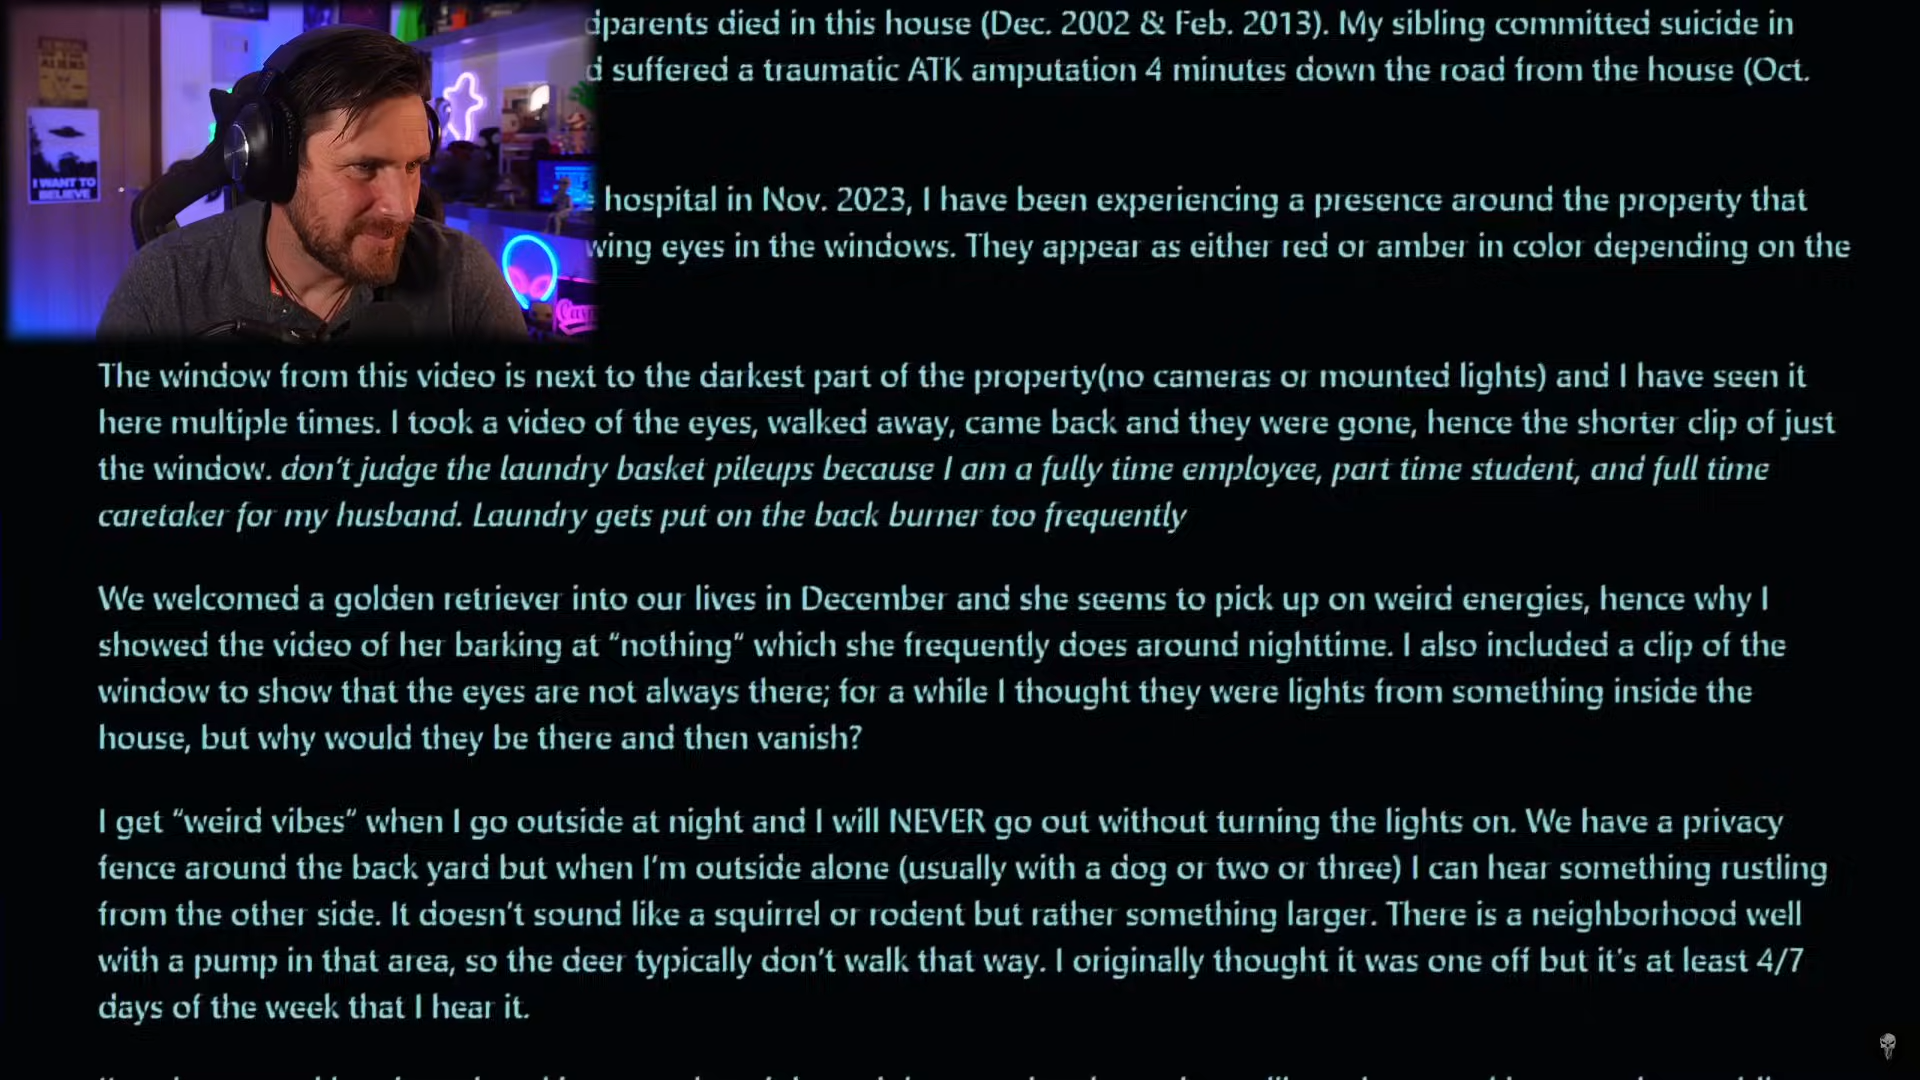 dparents died in this house (Dec. 2002 & Feb. 2013). My sibling committed suicide in
d suffered a traumatic ATK amputation 4 minutes down the road from the house (Oct.
I WANT TO
BELIEVE
hospital in Nov. 2023, I have been experiencing a presence around the property that
wing eyes in the windows. They appear as either red or amber in color depending on the
The window from this video is next to the darkest part of the property(no cameras or mounted lights) and I have seen it
here multiple times. I took a video of the eyes, walked away, came back and they were gone, hence the shorter clip of just
the window. don't judge the laundry basket pileups because I am a fully time employee, part time student, and full time
caretaker for my husband. Laundry gets put on the back burner too frequently
We welcomed a golden retriever into our lives in December and she seems to pick up on weird energies, hence why I
showed the video of her barking at "nothing" which she frequently does around nighttime. I also included a clip of the
window to show that the eyes are not always there; for a while I thought they were lights from something inside the
house, but why would they be there and then vanish?
I get "weird vibes" when I go outside at night and I will NEVER go out without turning the lights on. We have a privacy
fence around the back yard but when I'm outside alone (usually with a dog or two or three) I can hear something rustling
from the other side. It doesn't sound like a squirrel or rodent but rather something larger. There is a neighborhood well
with a pump in that area, so the deer typically don't walk that way. I originally thought it was one off but it's at least 4/7
days of the week that I hear it.